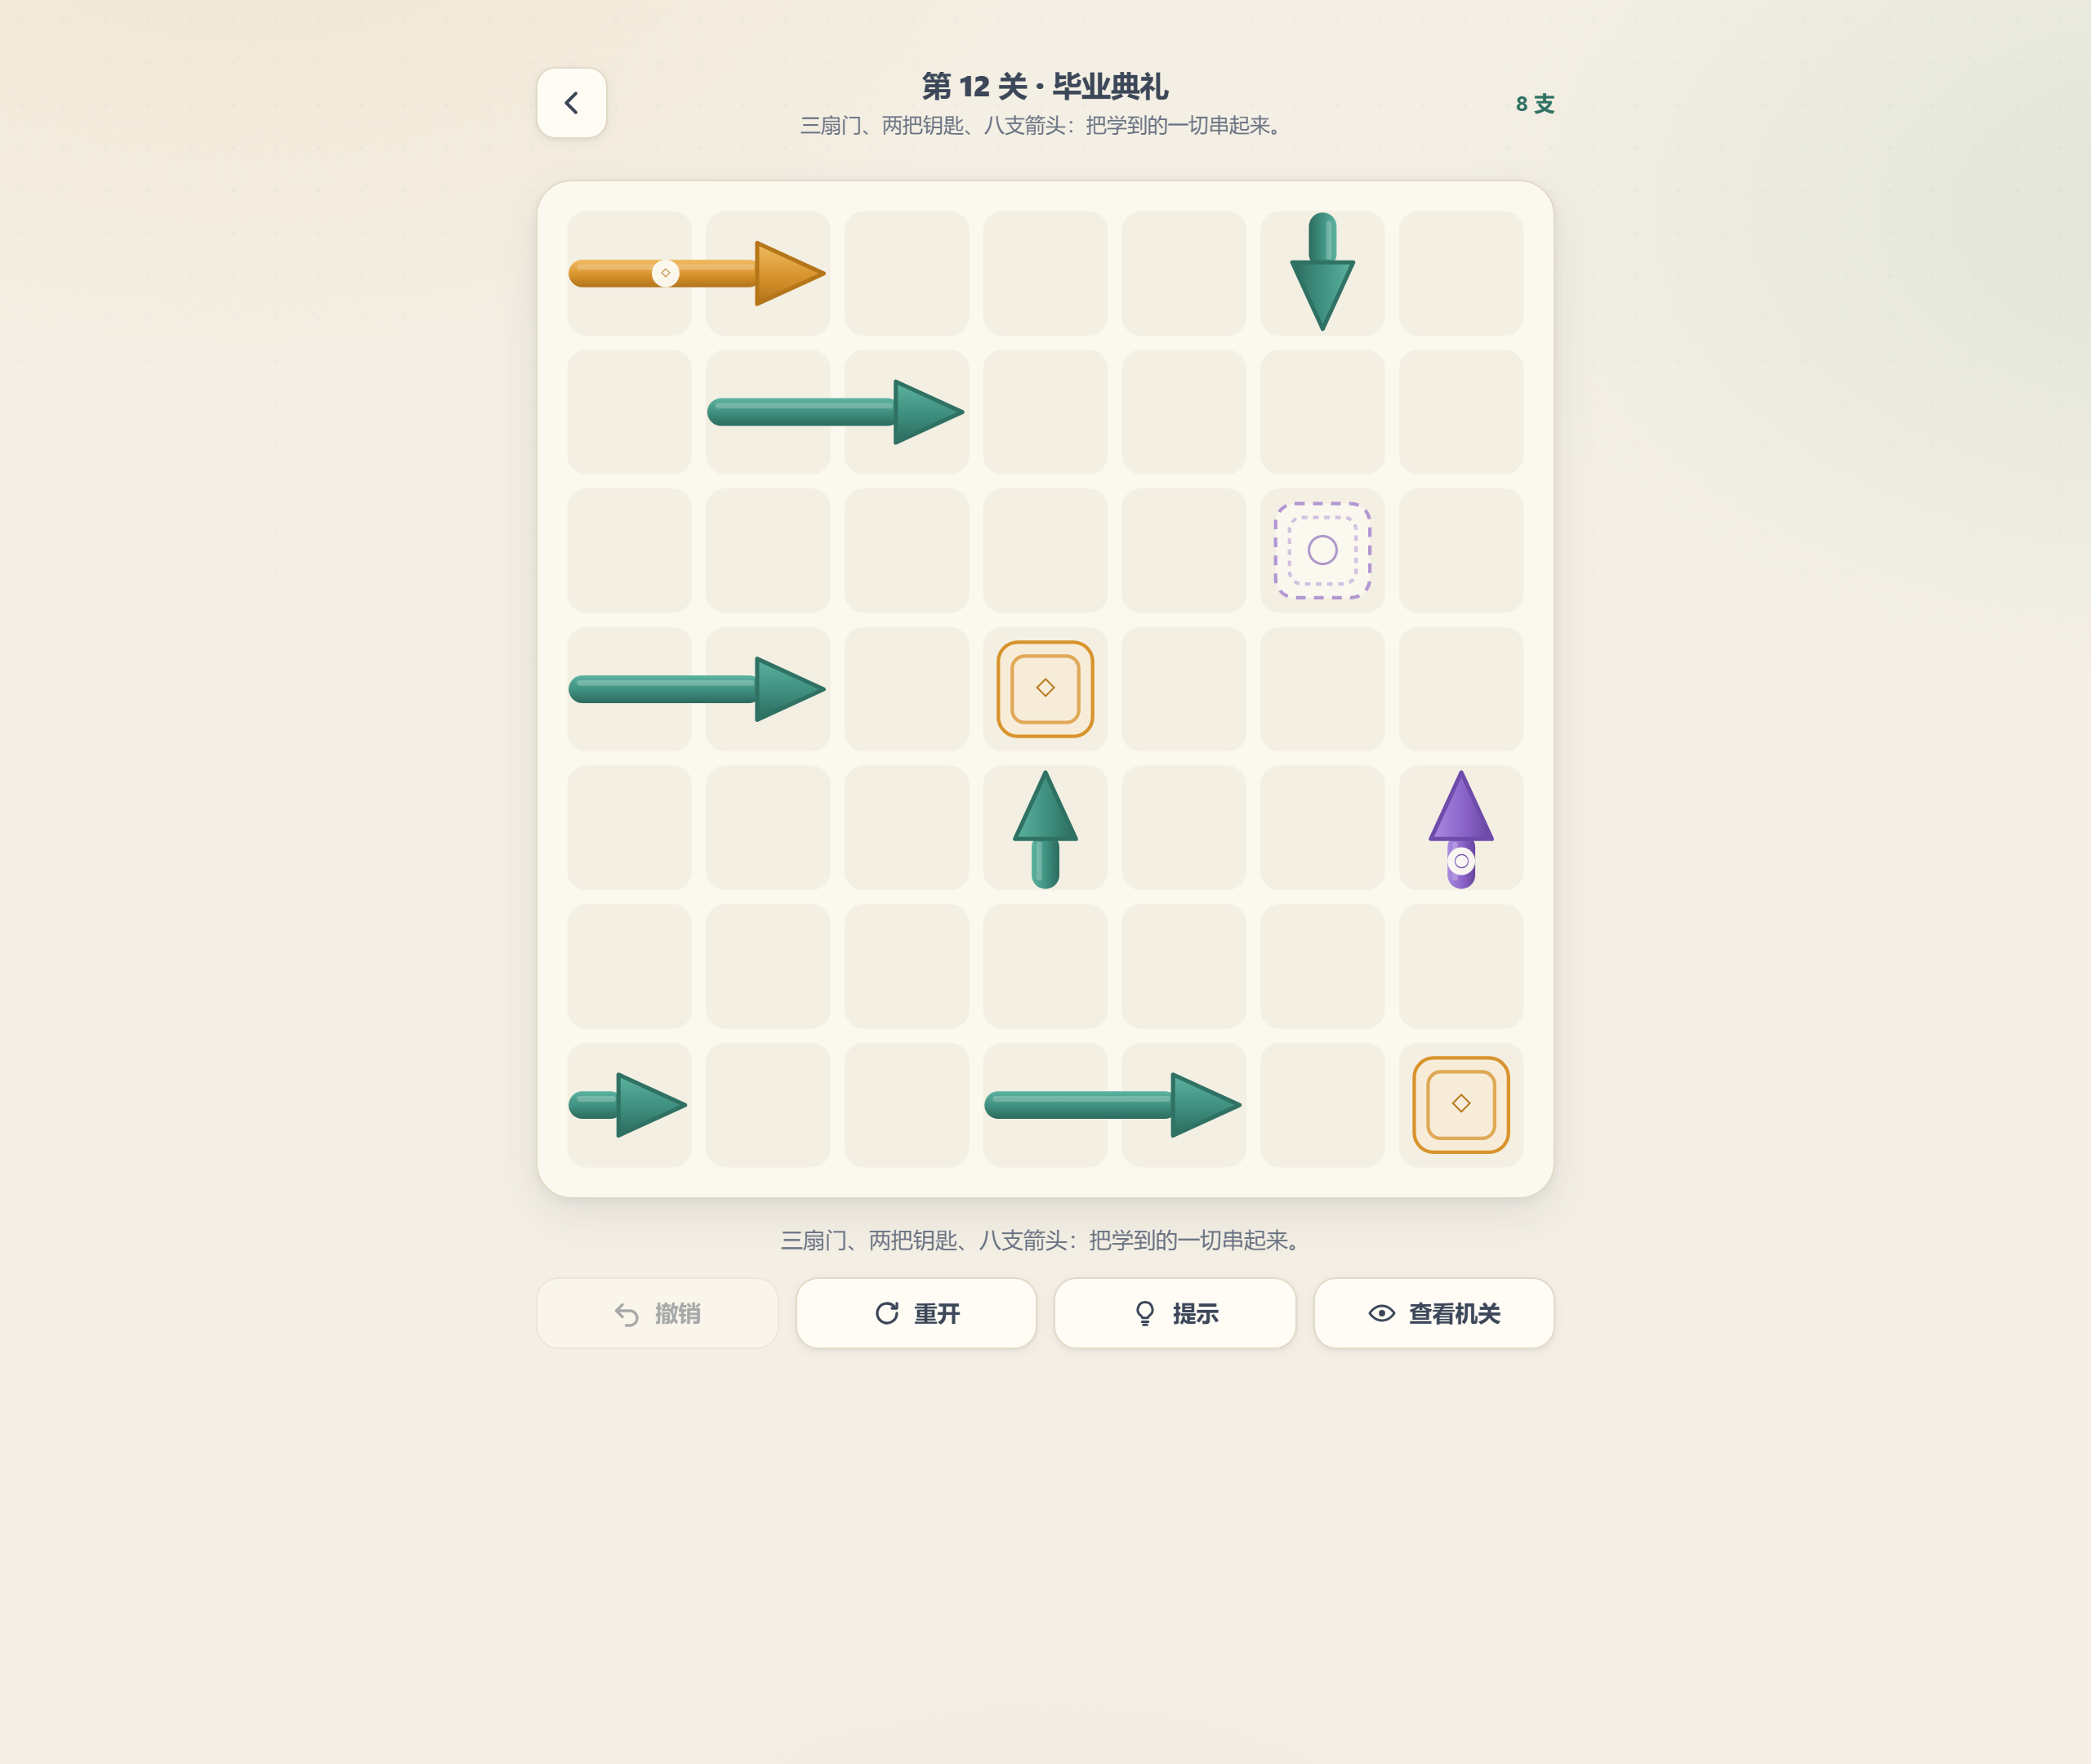 第 12 关 · 毕业典礼
三扇门、两把钥匙、八支箭头：把学到的一切串起来。
8 支
三扇门、两把钥匙、八支箭头：把学到的一切串起来。
撤销
重开
提示
查看机关